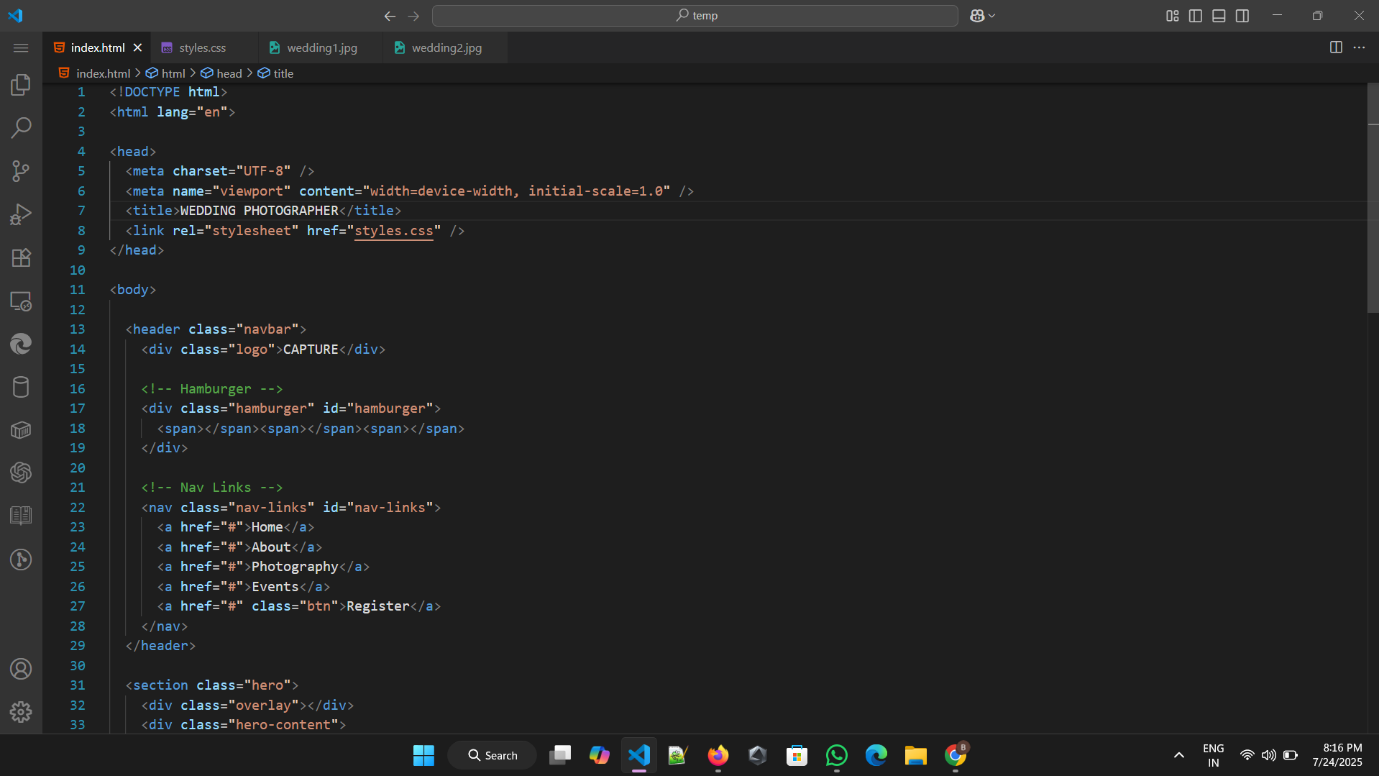 temp
index.html
styles.css
wedding1.jpg
wedding2.jpg
index.html > html > head > title
1 <!DOCTYPE html>
2 <html lang="en">
3
4 <head>
5 <meta charset="UTF-8" />
6 <meta name="viewport" content="width=device-width, initial-scale=1.0" />
7 <title>WEDDING PHOTOGRAPHER</title>
8 <link rel="stylesheet" href="styles.css" />
9 </head>
10
11 <body>
12
13 <header class="navbar">
14 <div class="logo">CAPTURE</div>
15
16 <!-- Hamburger -->
17 <div class="hamburger" id="hamburger">
18 <span></span><span></span><span></span>
19 </div>
20
21 <!-- Nav Links -->
22 <nav class="nav-links" id="nav-links">
23 <a href="#">Home</a>
24 <a href="#">About</a>
25 <a href="#">Photography</a>
26 <a href="#">Events</a>
27 <a href="#" class="btn">Register</a>
28 </nav>
29 </header>
30
31 <section class="hero">
32 <div class="overlay"></div>
33 <div class="hero-content">
Search
B
ENG
IN
8:16 PM
7/24/2025